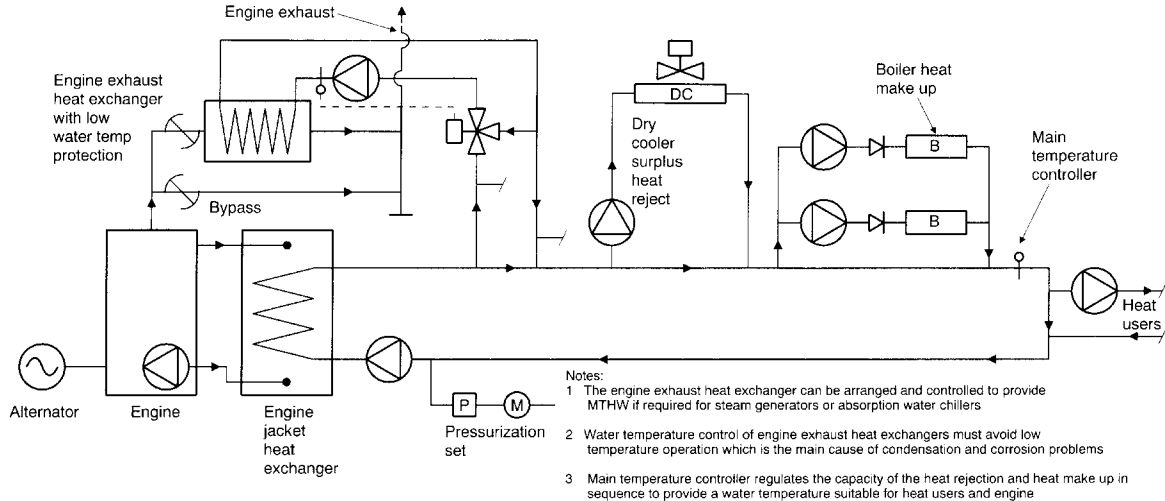 Engine exhaust
Engine exhaust
heat exchanger
with low
water temp
protection
Bypass
DC
Dry
cooler
surplus
heat
reject
Boiler heat
make up
B
B
Main
temperature
controller
Heat
users
Alternator
Engine
Engine
jacket
heat
exchanger
P
M
Pressurization
set
Notes:
1 The engine exhaust heat exchanger can be arranged and controlled to provide
MTHW if required for steam generators or absorption water chillers
2 Water temperature control of engine exhaust heat exchangers must avoid low
temperature operation which is the main cause of condensation and corrosion problems
3 Main temperature controller regulates the capacity of the heat rejection and heat make up in
sequence to provide a water temperature suitable for heat users and engine